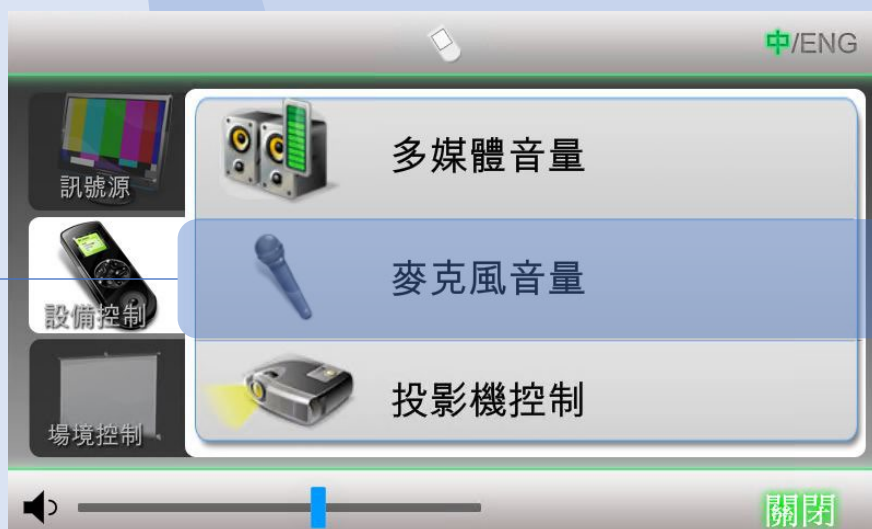 中/ENG
訊號源
設備控制
場境控制
多媒體音量
麥克風音量
投影機控制
關閉